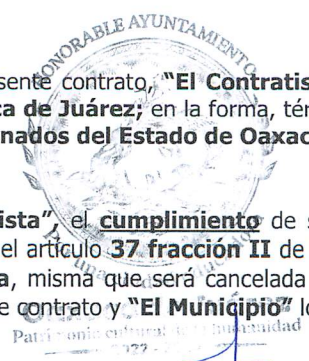 HONORABLE AYUNTAMIENTO
sente contrato, "El Contratis
ca de Juárez; en la forma, tér
nados del Estado de Oaxac
ista", el cumplimiento de s
el artículo 37 fracción II de
a, misma que será cancelada
e contrato y "El Municipio" lo
Patrimonio cultural de la humanidad